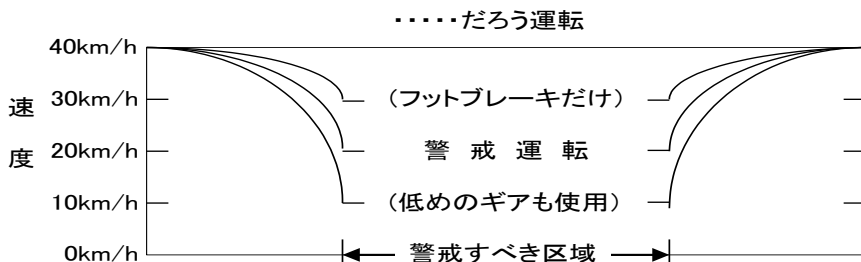 ・・・・・だろう運転
40km/h
30km/h
(フットブレーキだけ)
速
20km/h
警 戒 運 転
度
10km/h
(低めのギアも使用)
0km/h
警戒すべき区域